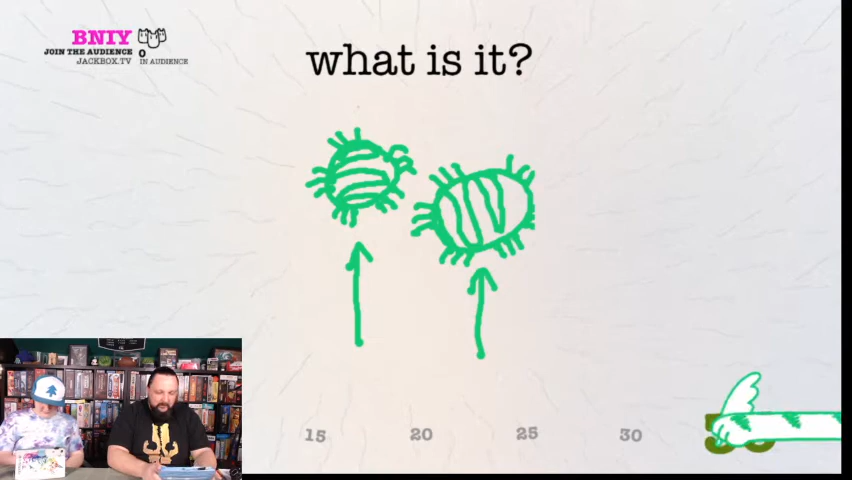 BNIY
JOIN THE AUDIENCE
JACKBOX.TV
0
IN AUDIENCE
what is it?
15 20 25 30